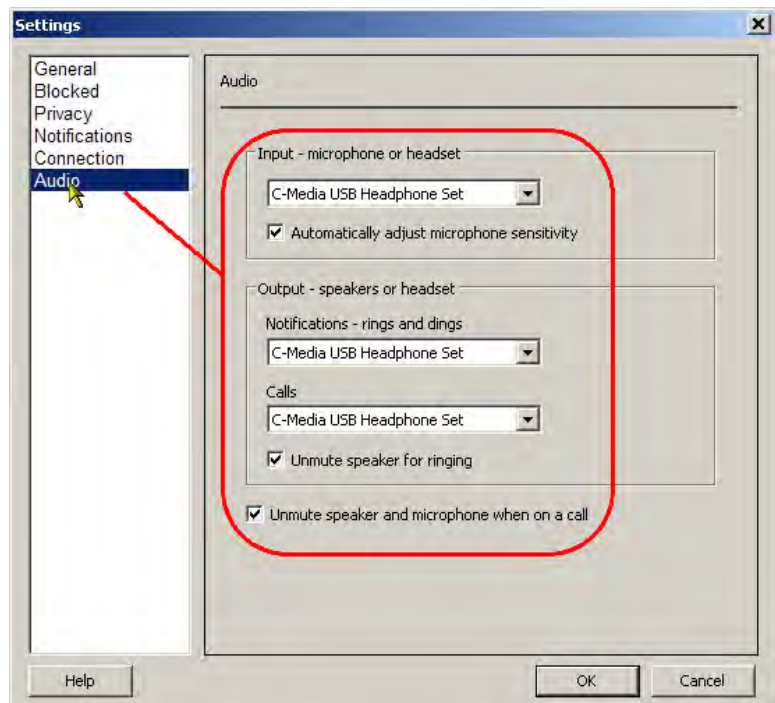 Settings
General
Blocked
Privacy
Notifications
Connection
Audio
Audio
Input - microphone or headset
C-Media USB Headphone Set
Automatically adjust microphone sensitivity
Output - speakers or headset
Notifications - rings and dings
C-Media USB Headphone Set
Calls
C-Media USB Headphone Set
Unmute speaker for ringing
Unmute speaker and microphone when on a call
Help
OK
Cancel